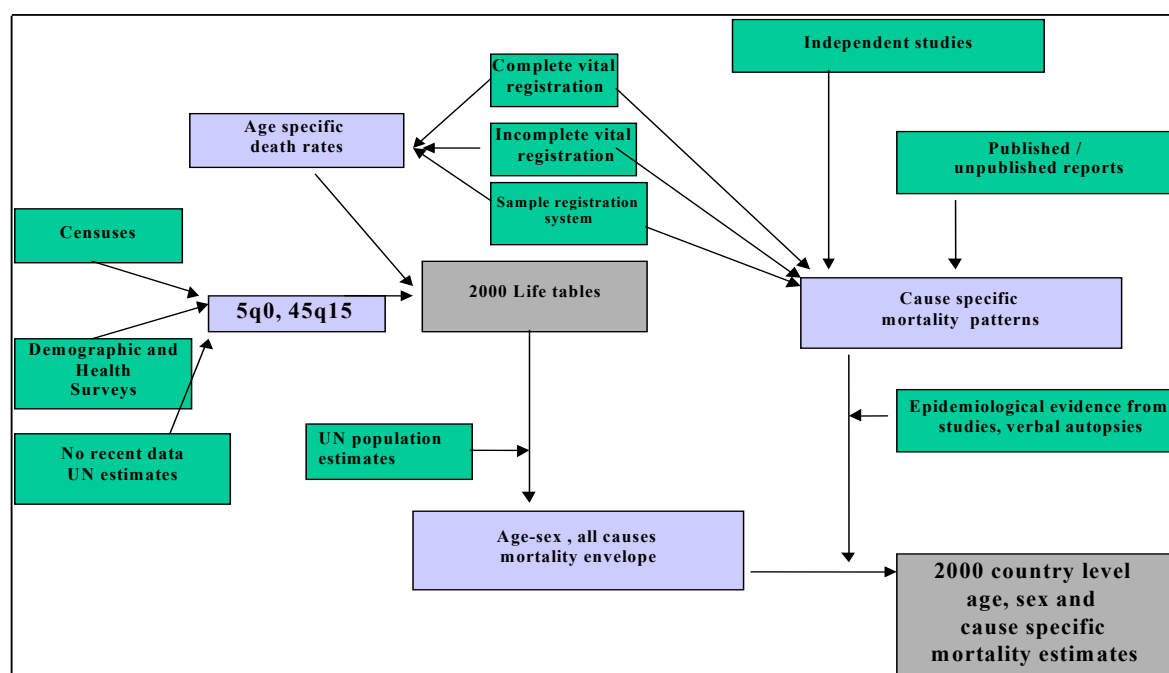 Independent studies
Complete vital
registration
Age specific
death rates
Incomplete vital
registration
Published /
unpublished reports
Sample registration
system
Censuses
2000 Life tables
Cause specific
mortality patterns
5q0, 45q15
Demographic and
Health
Surveys
Epidemiological evidence from
studies, verbal autopsies
No recent data
UN estimates
UN population
estimates
Age-sex , all causes
mortality envelope
2000 country level
age, sex and
cause specific
mortality estimates